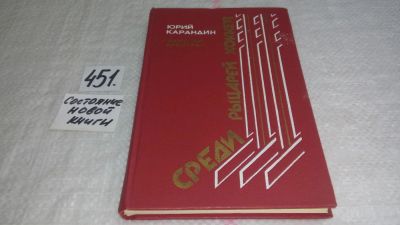 451.
СОСТОЯНИЕ
НОВОЙ
КНИГИ
ЮРИЙ
КАРАНДИН
СРЕДИ
РЫЦАРЕЙ ХОККЕЯ